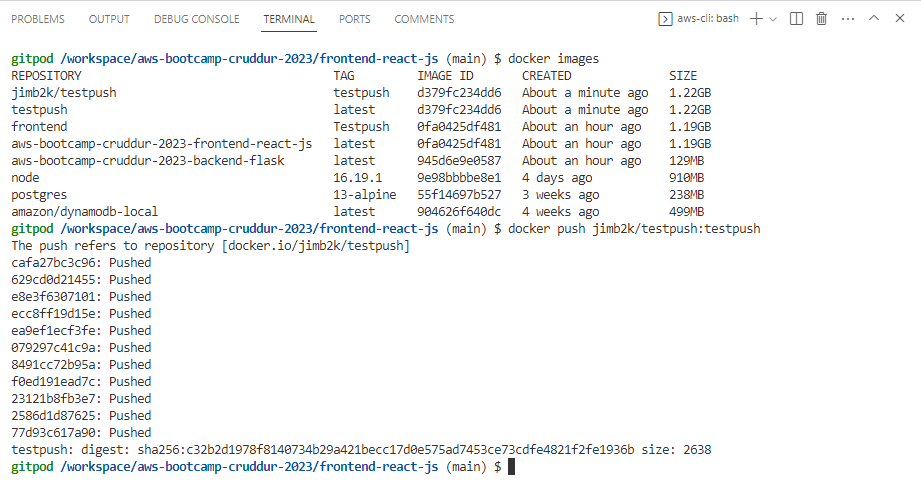 PROBLEMS OUTPUT DEBUG CONSOLE TERMINAL PORTS COMMENTS aws-cli: bash
gitpod /workspace/aws-bootcamp-cruddur-2023/frontend-react-js (main) $ docker images
REPOSITORY TAG IMAGE ID CREATED SIZE
jimb2k/testpush testpush d379fc234dd6 About a minute ago 1.22GB
testpush latest d379fc234dd6 About a minute ago 1.22GB
frontend Testpush 0fa0425df481 About an hour ago 1.19GB
aws-bootcamp-cruddur-2023-frontend-react-js latest 0fa0425df481 About an hour ago 1.19GB
aws-bootcamp-cruddur-2023-backend-flask latest 945d6e9e0587 About an hour ago 129MB
node 16.19.1 9e98bbbbe8e1 4 days ago 910MB
postgres 13-alpine 55f14697b527 3 weeks ago 238MB
amazon/dynamodb-local latest 904626f640dc 4 weeks ago 499MB
gitpod /workspace/aws-bootcamp-cruddur-2023/frontend-react-js (main) $ docker push jimb2k/testpush:testpush
The push refers to repository [docker.io/jimb2k/testpush]
cafa27bc3c96: Pushed
629cd0d21455: Pushed
e8e3f6307101: Pushed
ecc8ff19d15e: Pushed
ea9ef1ecf3fe: Pushed
079297c41c9a: Pushed
8491cc72b95a: Pushed
f0ed191ead7c: Pushed
23121b8fb3e7: Pushed
2586d1d87625: Pushed
77d93c617a90: Pushed
testpush: digest: sha256:c32b2d1978f8140734b29a421becc17d0e575ad7453ce73cdfe4821f2fe1936b size: 2638
gitpod /workspace/aws-bootcamp-cruddur-2023/frontend-react-js (main) $